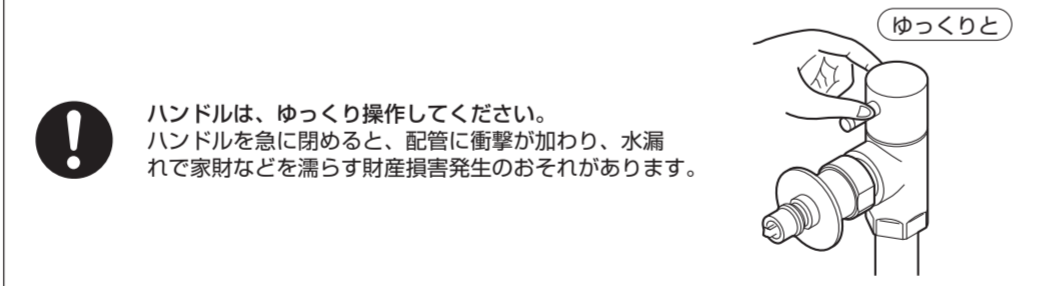 ゆっくりと
ハンドルは、ゆっくり操作してください。
ハンドルを急に閉めると、配管に衝撃が加わり、水漏
れで家財などを濡らす財産損害発生のおそれがあります。